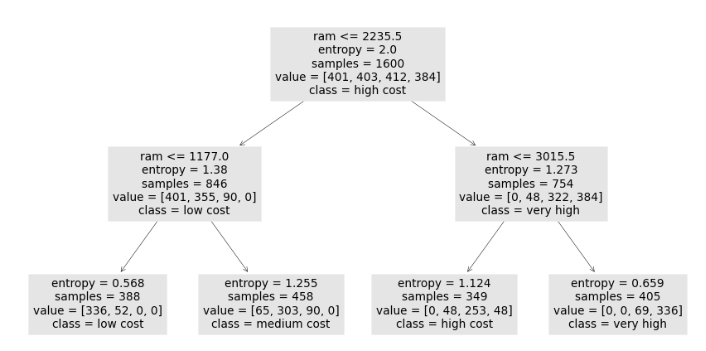 ram <= 2235.5
entropy = 2.0
samples = 1600
value = [401, 403, 412, 384]
class = high cost
ram <= 1177.0
entropy = 1.38
samples = 846
value = [401, 355, 90, 0]
class = low cost
ram <= 3015.5
entropy = 1.273
samples = 754
value = [0, 48, 322, 384]
class = very high
entropy = 0.568
samples = 388
value = [336, 52, 0, 0]
class = low cost
entropy = 1.255
samples = 458
value = [65, 303, 90, 0]
class = medium cost
entropy = 1.124
samples = 349
value = [0, 48, 253, 48]
class = high cost
entropy = 0.659
samples = 405
value = [0, 0, 69, 336]
class = very high